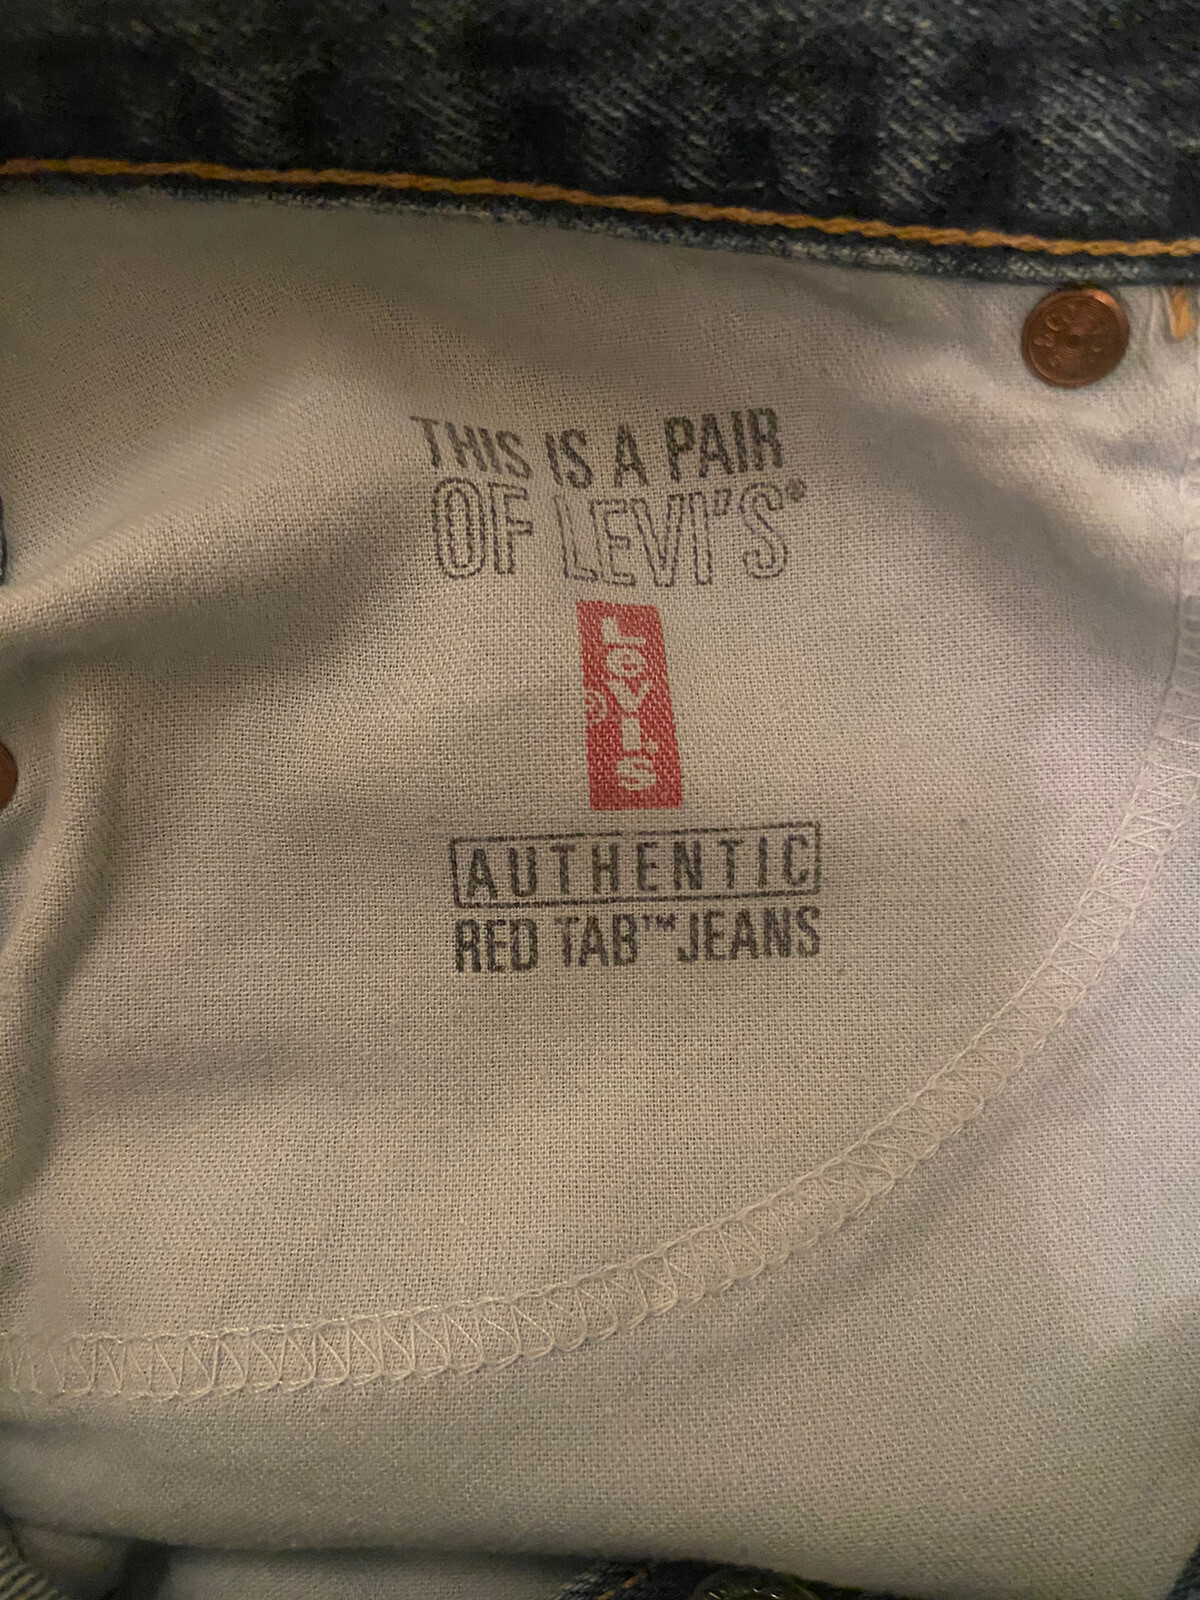 THIS IS A PAIR
OF LEVI'S®
LEVI'S
AUTHENTIC
RED TAB™ JEANS